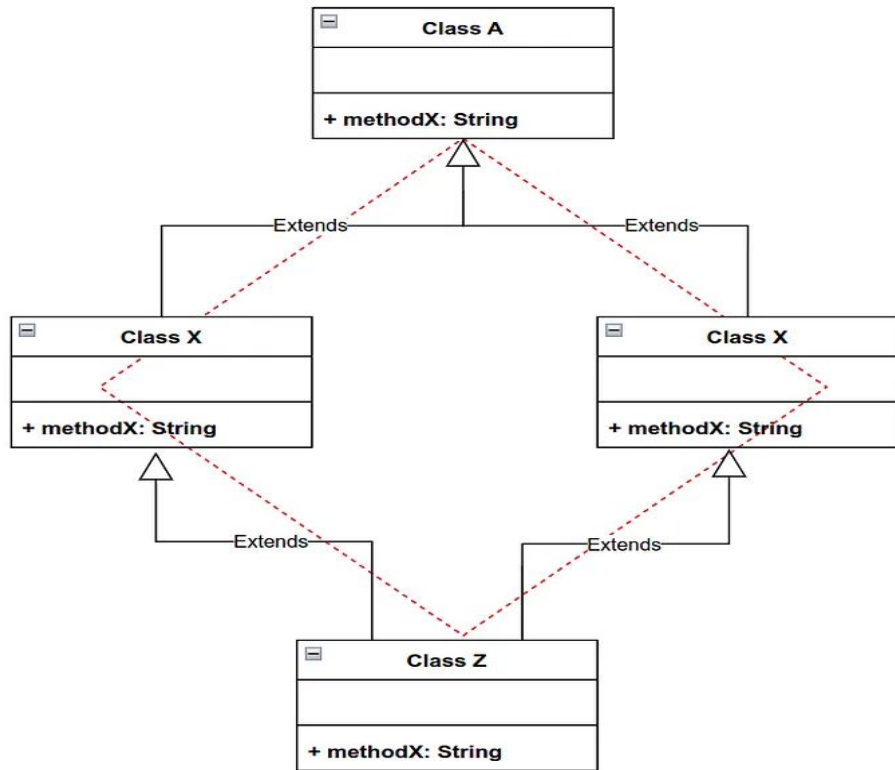 Class A
+ methodX: String
Extends
Extends
Class X
Class X
+ methodX: String
+ methodX: String
Extends
Extends
Class Z
+ methodX: String